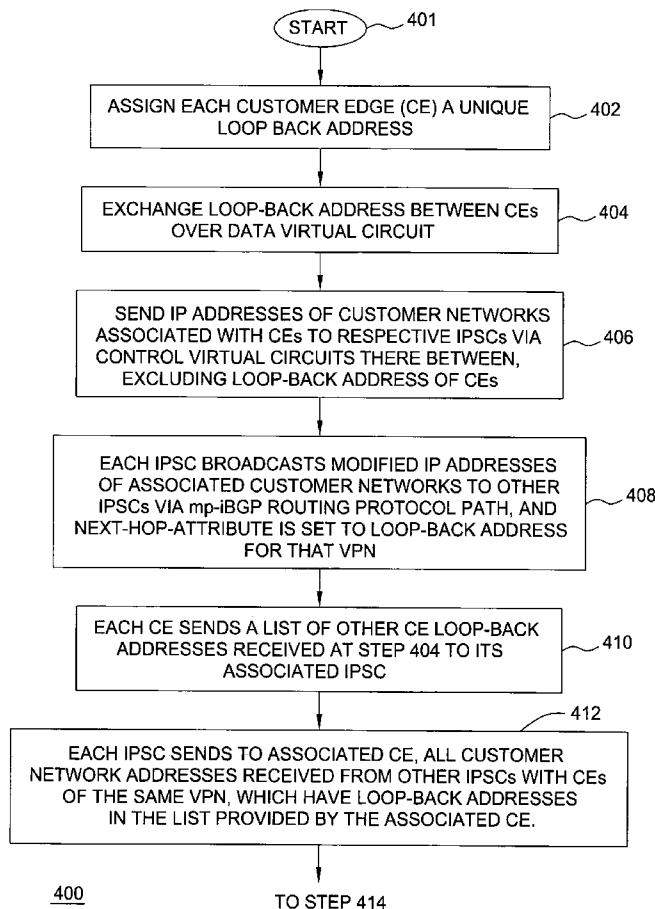 START
401
ASSIGN EACH CUSTOMER EDGE (CE) A UNIQUE
LOOP BACK ADDRESS
402
EXCHANGE LOOP-BACK ADDRESS BETWEEN CEs
OVER DATA VIRTUAL CIRCUIT
404
SEND IP ADDRESSES OF CUSTOMER NETWORKS
ASSOCIATED WITH CEs TO RESPECTIVE IPSCs VIA
CONTROL VIRTUAL CIRCUITS THERE BETWEEN,
EXCLUDING LOOP-BACK ADDRESS OF CEs
406
EACH IPSC BROADCASTS MODIFIED IP ADDRESSES
OF ASSOCIATED CUSTOMER NETWORKS TO OTHER
IPSCs VIA mp-iBGP ROUTING PROTOCOL PATH, AND
NEXT-HOP-ATTRIBUTE IS SET TO LOOP-BACK ADDRESS
FOR THAT VPN
408
EACH CE SENDS A LIST OF OTHER CE LOOP-BACK
ADDRESSES RECEIVED AT STEP 404 TO ITS
ASSOCIATED IPSC
410
412
EACH IPSC SENDS TO ASSOCIATED CE, ALL CUSTOMER
NETWORK ADDRESSES RECEIVED FROM OTHER IPSCs WITH CEs
OF THE SAME VPN, WHICH HAVE LOOP-BACK ADDRESSES
IN THE LIST PROVIDED BY THE ASSOCIATED CE.
400
TO STEP 414